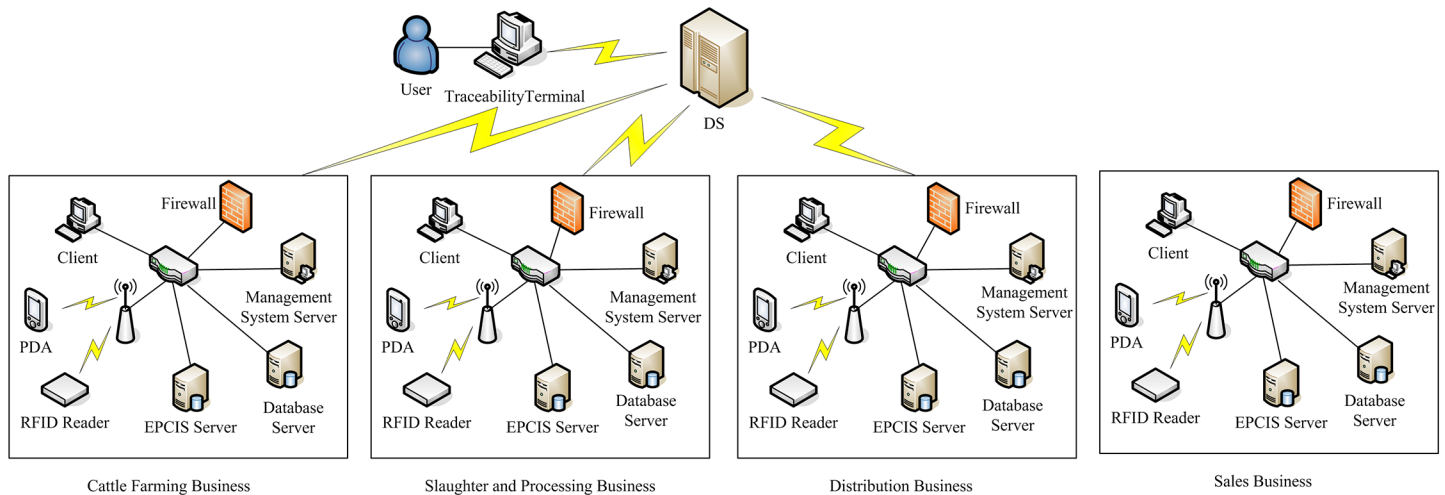 User
TraceabilityTerminal
DS
Firewall
Client
Management
System Server
PDA
RFID Reader
EPCIS Server
Database
Server
Cattle Farming Business
Firewall
Client
Management
System Server
PDA
RFID Reader
EPCIS Server
Database
Server
Slaughter and Processing Business
Firewall
Client
Management
System Server
PDA
RFID Reader
EPCIS Server
Database
Server
Distribution Business
Firewall
Client
Management
System Server
PDA
RFID Reader
EPCIS Server
Database
Server
Sales Business